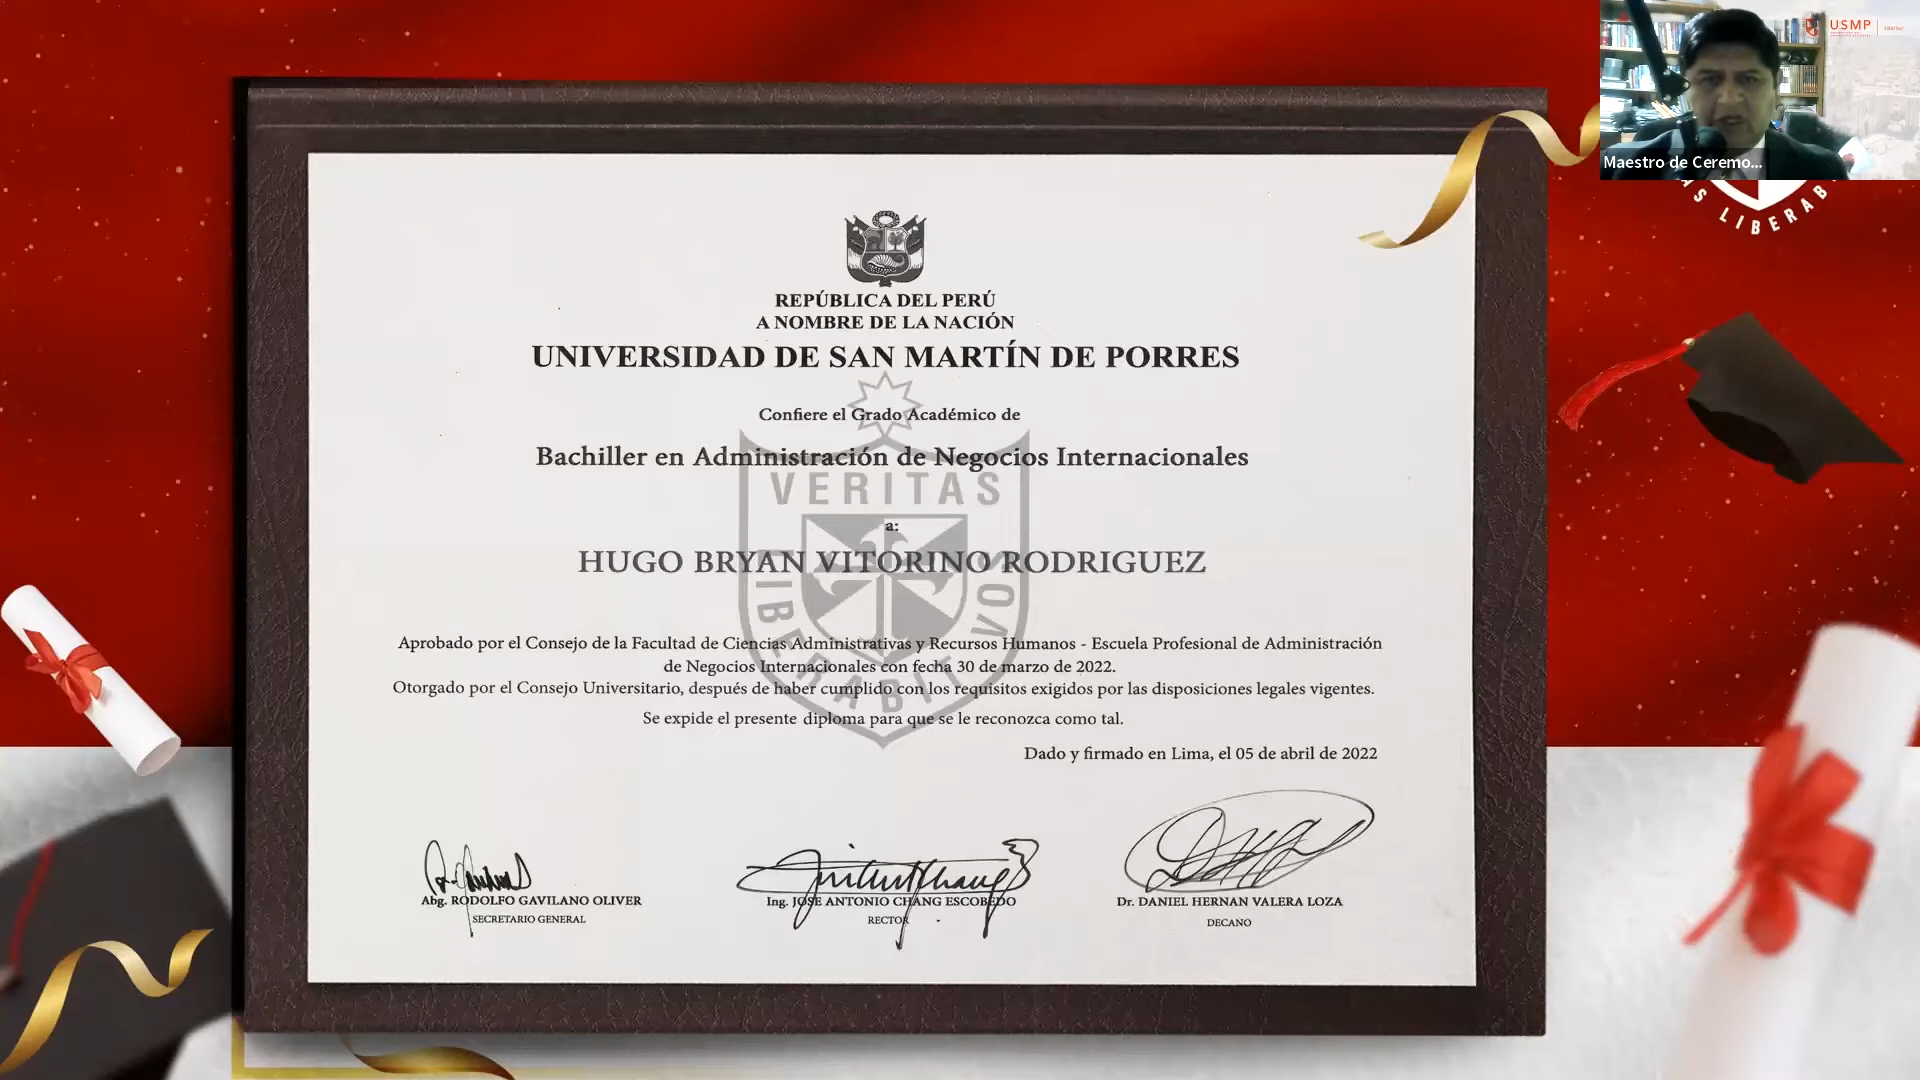 USMP
Maestro de Ceremo...
AS LIBERAB
REPÚBLICA DEL PERÚ
A NOMBRE DE LA NACIÓN
UNIVERSIDAD DE SAN MARTÍN DE PORRES
Confiere el Grado Académico de
Bachiller en Administración de Negocios Internacionales
VERITAS
a:
HUGO BRYAN VITORINO RODRIGUEZ
LIBERABIT VOS
Aprobado por el Consejo de la Facultad de Ciencias Administrativas y Recursos Humanos - Escuela Profesional de Administración
de Negocios Internacionales con fecha 30 de marzo de 2022.
Otorgado por el Consejo Universitario, después de haber cumplido con los requisitos exigidos por las disposiciones legales vigentes.
Se expide el presente diploma para que se le reconozca como tal.
Dado y firmado en Lima, el 05 de abril de 2022
Abg. RODOLFO GAVILANO OLIVER
SECRETARIO GENERAL
Ing. JOSE ANTONIO CHANG ESCOBEDO
RECTOR
Dr. DANIEL HERNAN VALERA LOZA
DECANO